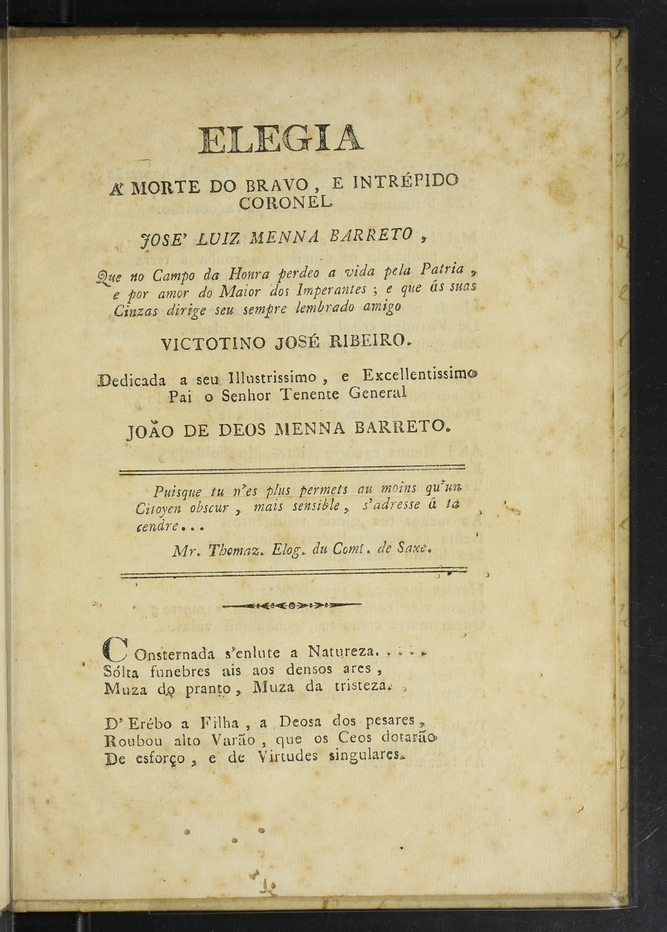 ELEGIA
A' MORTE DO BRAVO , E INTRÉPIDO
CORONEL
JOSE' LUIZ MENNA BARRETO ,
Que no Campo da Honra perdeo a vida pela Patria ,
e por amor do Maior dos Imperantes ; e que ás suas
Cinzas dirige seu sempre lembrado amigo
VICTOTINO JOSÉ RIBEIRO.
Dedicada a seu Illustrissimo , e Excellentissimo
Pai o Senhor Tenente General
JOÃO DE DEOS MENNA BARRETO.
Puisque tu n'es plus permets au moins qu'un
Citoyen obscur , mais sensible , s'adresse á ta
cendre...
Mr. Thomaz. Elog. du Comt. de Saxe.
COnsternada s'enlute a Natureza.....
Sólta funebres ais aos densos ares ,
Muza do pranto , Muza da tristeza.
D' Erébo a Filha , a Deosa dos pesares ,
Roubou alto Varão , que os Ceos dotarão
De esforço , e de Virtudes singulares.